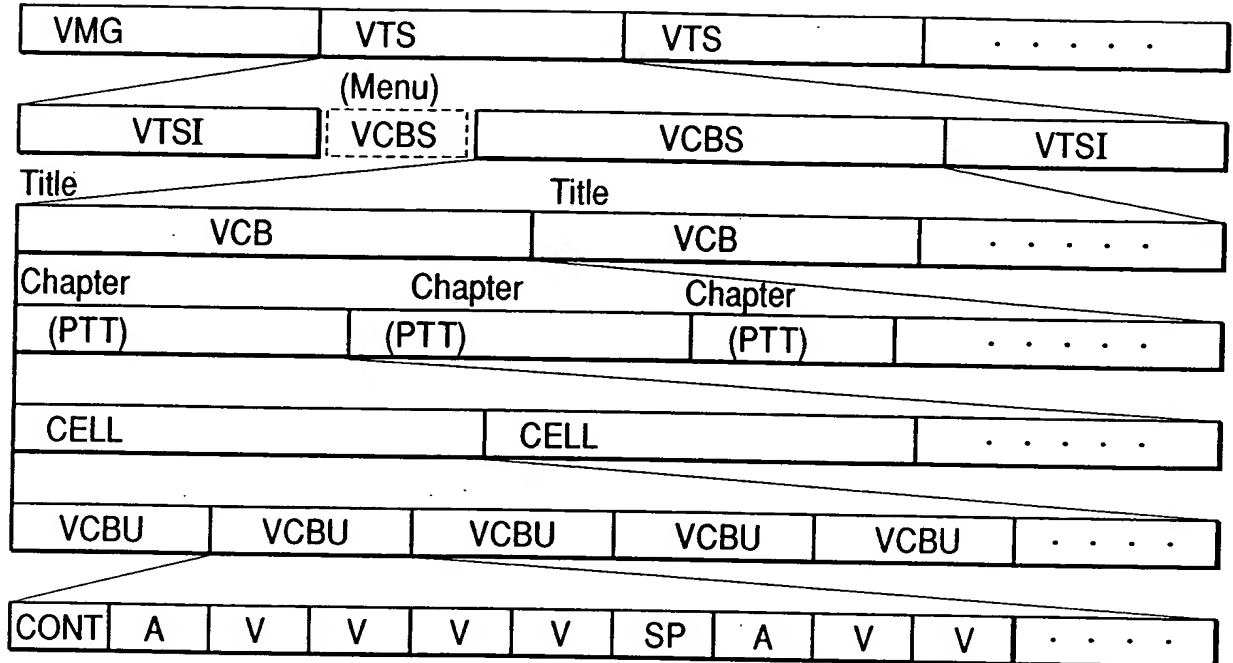 VMG VTS VTS . . . . .
(Menu)
VTSI VCBS VCBS VTSI
Title Title
VCB VCB . . . . .
Chapter Chapter Chapter
(PTT) (PTT) (PTT) . . . . .
CELL CELL . . . . .
VCBU VCBU VCBU VCBU VCBU . . . .
CONT A V V V V SP A V V . . . .